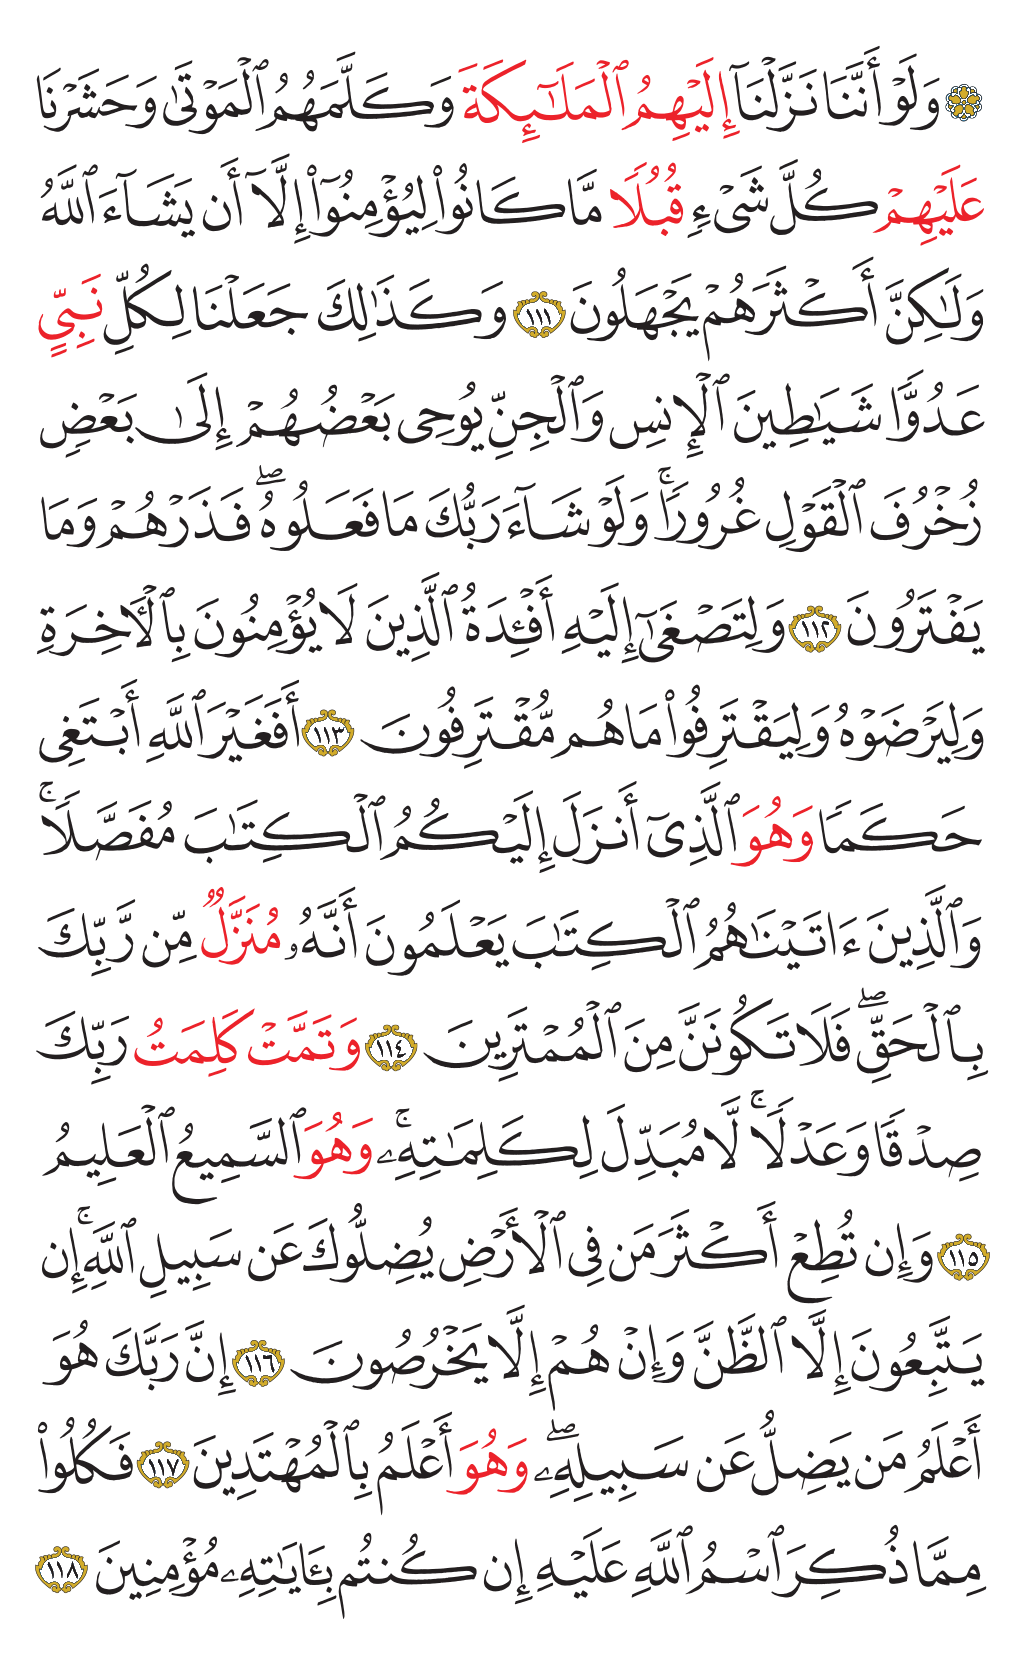 ۞ وَلَوْ أَنَّنَا نَزَّلْنَآ إِلَيْهِمُ ٱلْمَلَـٰٓئِكَةَ وَكَلَّمَهُمُ ٱلْمَوْتَىٰ وَحَشَرْنَا
عَلَيْهِمْ كُلَّ شَىْءٍ قُبُلًا مَّا كَانُوا۟ لِيُؤْمِنُوٓا۟ إِلَّآ أَن يَشَآءَ ٱللَّهُ
وَلَـٰكِنَّ أَكْثَرَهُمْ يَجْهَلُونَ ١١١ وَكَذَٰلِكَ جَعَلْنَا لِكُلِّ نَبِىٍّ
عَدُوًّا شَيَـٰطِينَ ٱلْإِنسِ وَٱلْجِنِّ يُوحِى بَعْضُهُمْ إِلَىٰ بَعْضٍ
زُخْرُفَ ٱلْقَوْلِ غُرُورًا ۚ وَلَوْ شَآءَ رَبُّكَ مَا فَعَلُوهُ ۖ فَذَرْهُمْ وَمَا
يَفْتَرُونَ ١١٢ وَلِتَصْغَىٰٓ إِلَيْهِ أَفْـِٔدَةُ ٱلَّذِينَ لَا يُؤْمِنُونَ بِٱلْـَٔاخِرَةِ
وَلِيَرْضَوْهُ وَلِيَقْتَرِفُوا۟ مَا هُم مُّقْتَرِفُونَ ١١٣ أَفَغَيْرَ ٱللَّهِ أَبْتَغِى
حَكَمًا وَهُوَ ٱلَّذِىٓ أَنزَلَ إِلَيْكُمُ ٱلْكِتَـٰبَ مُفَصَّلًا ۚ
وَٱلَّذِينَ ءَاتَيْنَـٰهُمُ ٱلْكِتَـٰبَ يَعْلَمُونَ أَنَّهُۥ مُنَزَّلٌ مِّن رَّبِّكَ
بِٱلْحَقِّ ۖ فَلَا تَكُونَنَّ مِنَ ٱلْمُمْتَرِينَ ١١٤ وَتَمَّتْ كَلِمَتُ رَبِّكَ
صِدْقًا وَعَدْلًا ۚ لَّا مُبَدِّلَ لِكَلِمَـٰتِهِۦ ۚ وَهُوَ ٱلسَّمِيعُ ٱلْعَلِيمُ
١١٥ وَإِن تُطِعْ أَكْثَرَ مَن فِى ٱلْأَرْضِ يُضِلُّوكَ عَن سَبِيلِ ٱللَّهِ ۚ إِن
يَتَّبِعُونَ إِلَّا ٱلظَّنَّ وَإِنْ هُمْ إِلَّا يَخْرُصُونَ ١١٦ إِنَّ رَبَّكَ هُوَ
أَعْلَمُ مَن يَضِلُّ عَن سَبِيلِهِۦ ۖ وَهُوَ أَعْلَمُ بِٱلْمُهْتَدِينَ ١١٧ فَكُلُوا۟
مِمَّا ذُكِرَ ٱسْمُ ٱللَّهِ عَلَيْهِ إِن كُنتُم بِـَٔايَـٰتِهِۦ مُؤْمِنِينَ ١١٨